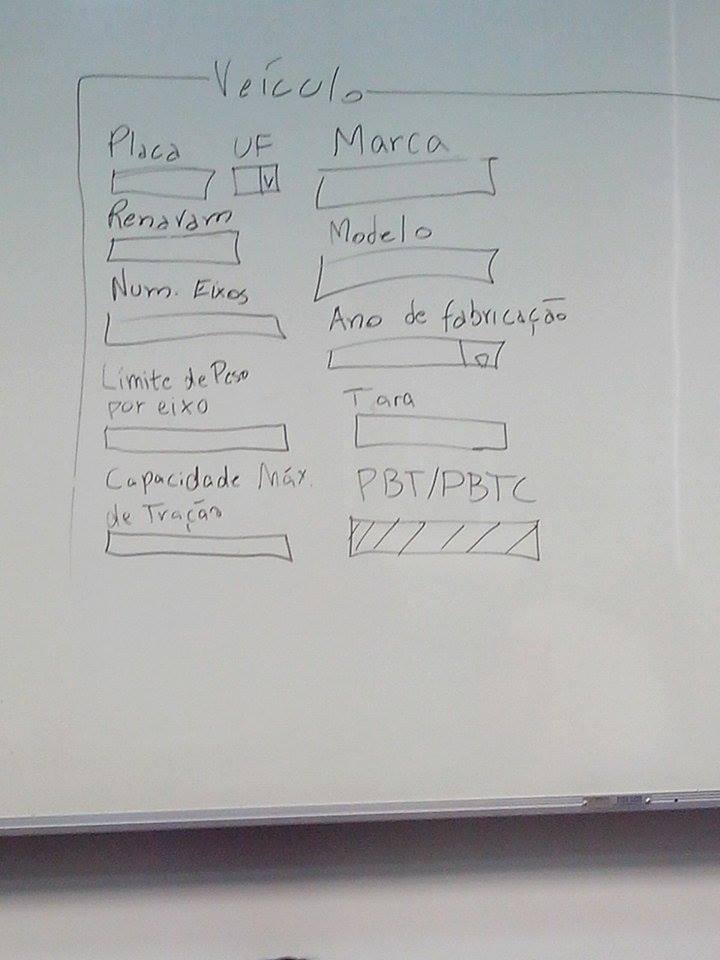 Veículo
Placa UF Marca
Renavam
Modelo
Num. Eixos
Ano de fabricação
Limite de Peso
por eixo
Tara
Capacidade Máx.
de Tração
PBT/PBTC